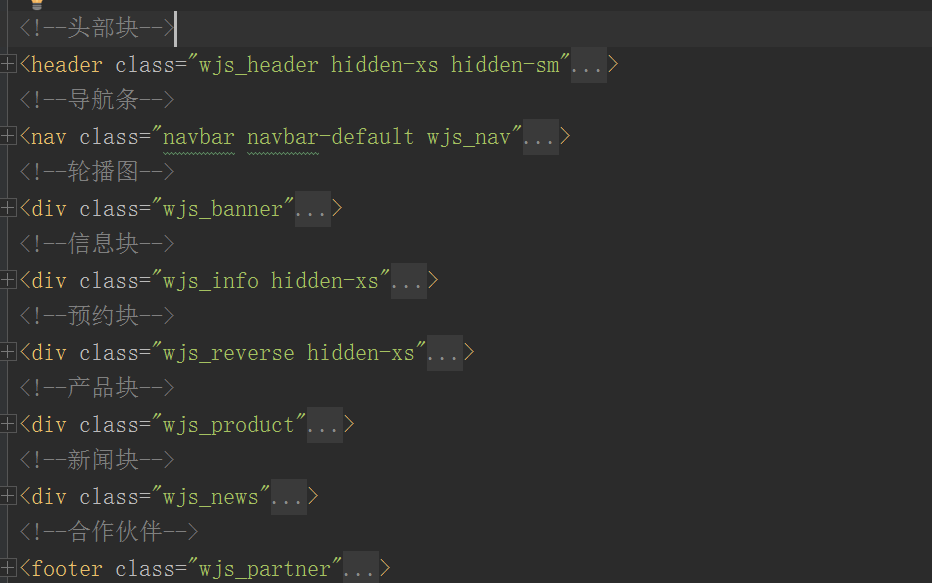 <!--头部块-->
<header class="wjs_header hidden-xs hidden-sm"...>
<!--导航条-->
<nav class="navbar navbar-default wjs_nav"...>
<!--轮播图-->
<div class="wjs_banner"...>
<!--信息块-->
<div class="wjs_info hidden-xs"...>
<!--预约块-->
<div class="wjs_reverse hidden-xs"...>
<!--产品块-->
<div class="wjs_product"...>
<!--新闻块-->
<div class="wjs_news"...>
<!--合作伙伴-->
<footer class="wjs_partner"...>